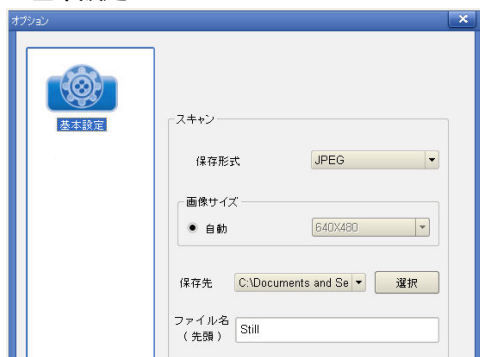 オプション
基本設定
スキャン
保存形式
JPEG
画像サイズ
自動
640X480
保存先
C:\Documents and Se
選択
ファイル名
(先頭)
Still